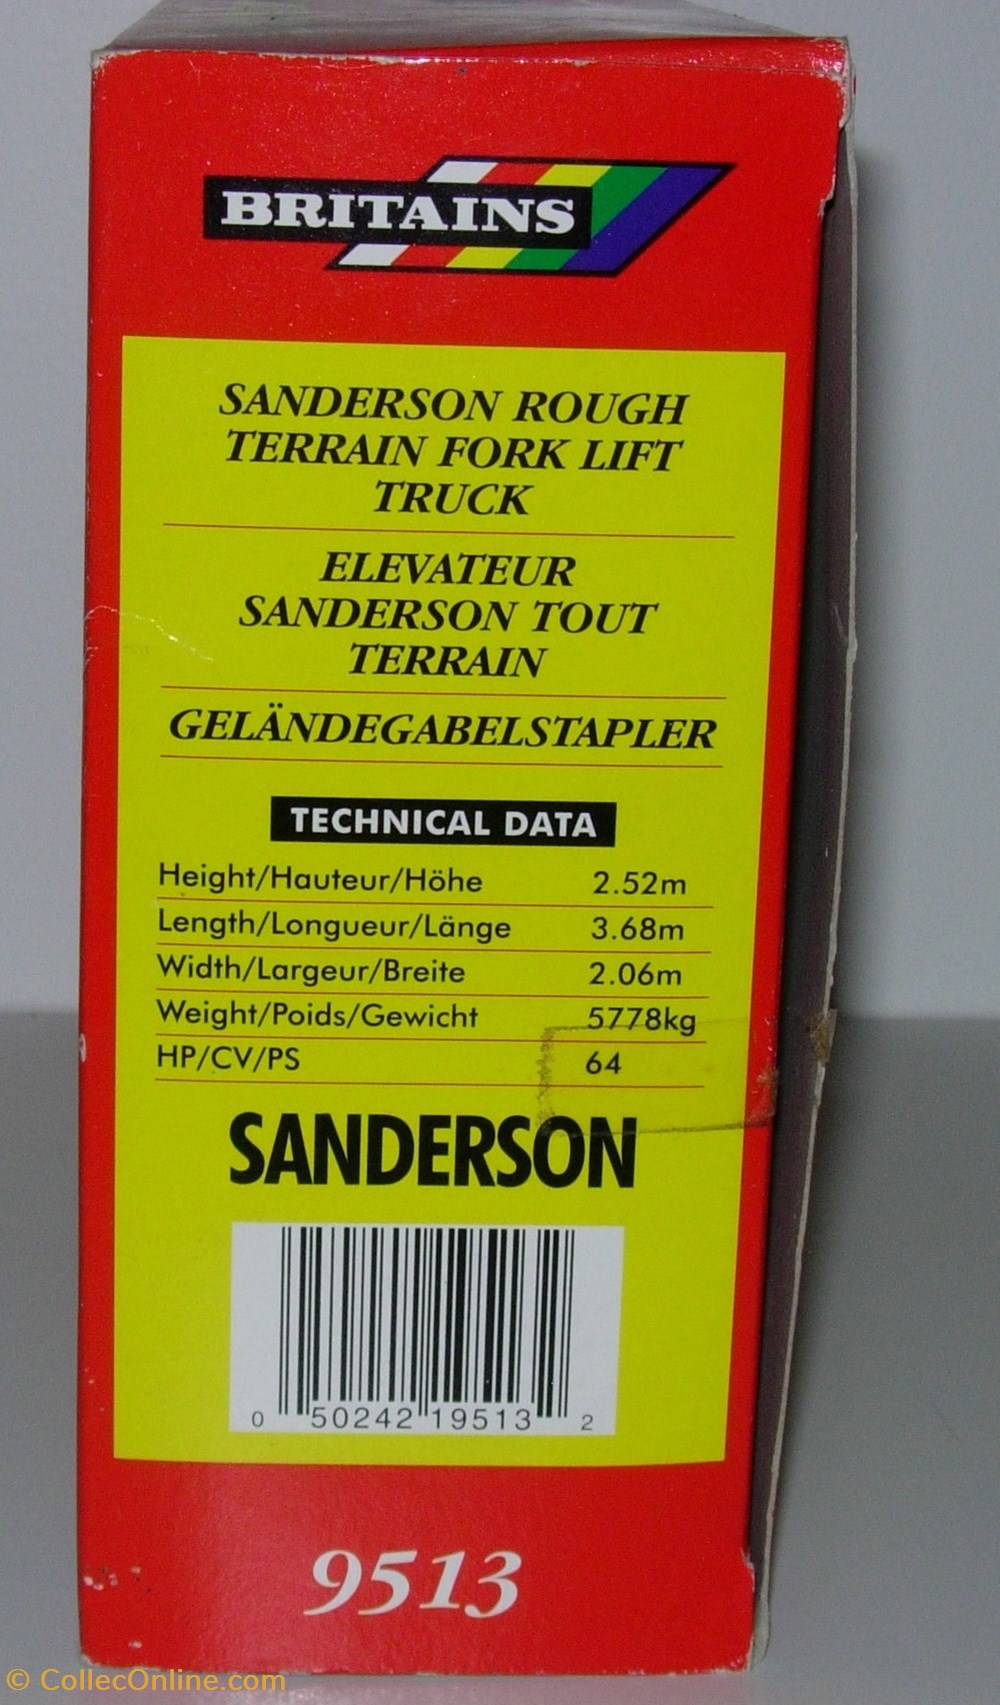 BRITAINS
SANDERSON ROUGH
TERRAIN FORK LIFT
TRUCK
ELEVATEUR
SANDERSON TOUT
TERRAIN
GELÄNDEGABELSTAPLER
TECHNICAL DATA
Height/Hauteur/Höhe 2.52m
Length/Longueur/Länge 3.68m
Width/Largeur/Breite 2.06m
Weight/Poids/Gewicht 5778kg
HP/CV/PS 64
SANDERSON
0 50242 19513 2
9513
© CollecOnline.com